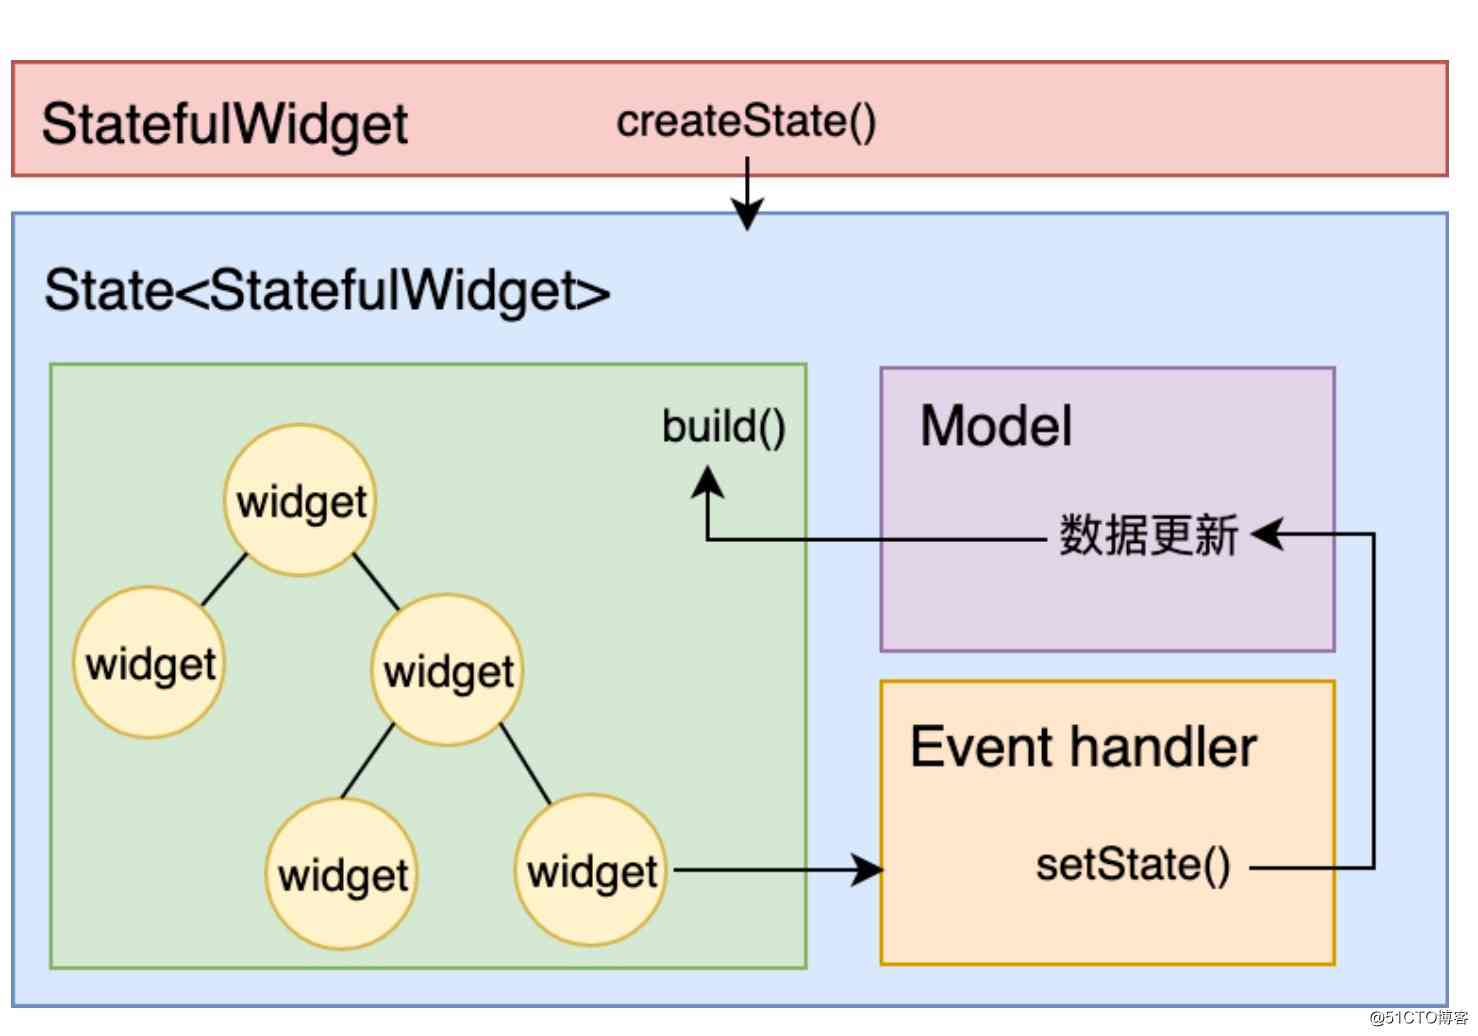 StatefulWidget
createState()
State<StatefulWidget>
build()
widget
widget
widget
widget
widget
Model
数据更新
Event handler
setState()
@51CTO博客